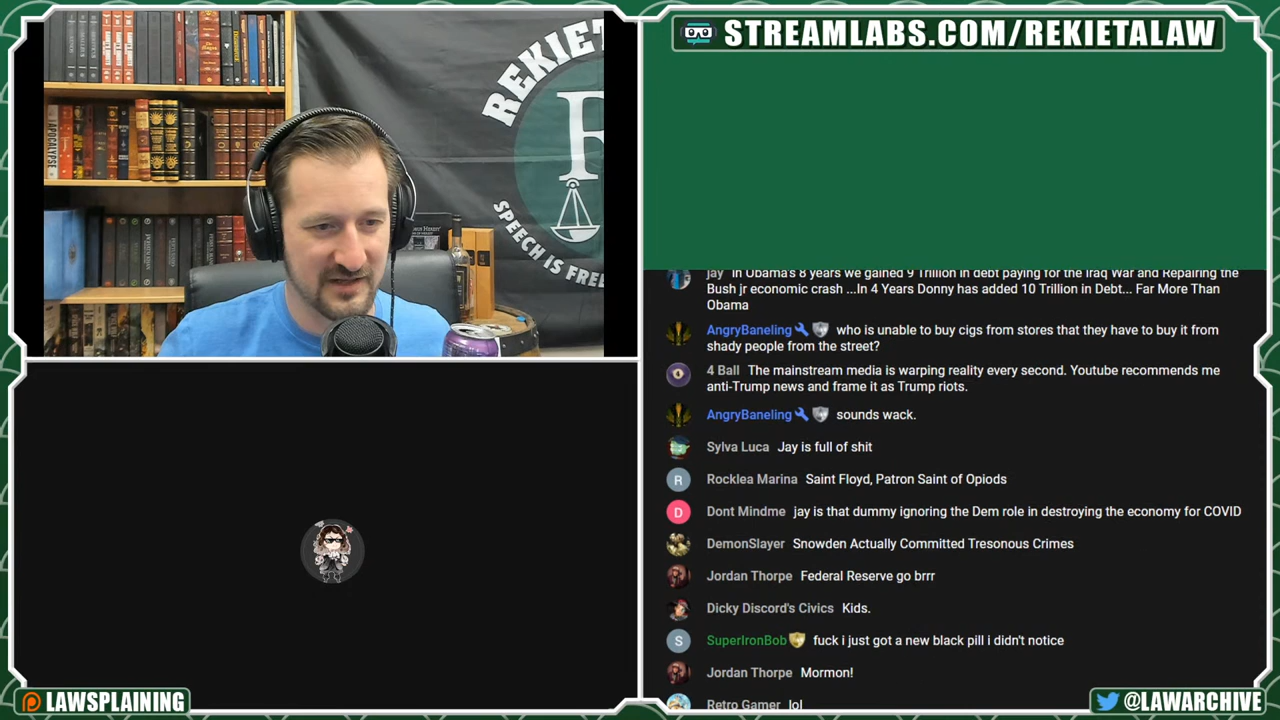 STREAMLABS.COM/REKIETALAW
APOCALYPSE
REKIET
R
SPEECH IS FREE
jay In Obama's 8 years we gained 9 Trillion in debt paying for the Iraq War and Repairing the
Bush jr economic crash ...In 4 Years Donny has added 10 Trillion in Debt... Far More Than
Obama
AngryBaneling who is unable to buy cigs from stores that they have to buy it from
shady people from the street?
4 Ball The mainstream media is warping reality every second. Youtube recommends me
anti-Trump news and frame it as Trump riots.
AngryBaneling sounds wack.
Sylva Luca Jay is full of shit
R Rocklea Marina Saint Floyd, Patron Saint of Opiods
D Dont Mindme jay is that dummy ignoring the Dem role in destroying the economy for COVID
DemonSlayer Snowden Actually Committed Tresonous Crimes
Jordan Thorpe Federal Reserve go brrr
Dicky Discord's Civics Kids.
S SuperIronBob fuck i just got a new black pill i didn't notice
Jordan Thorpe Mormon!
Retro Gamer lol
LAWSPLAINING
@LAWARCHIVE